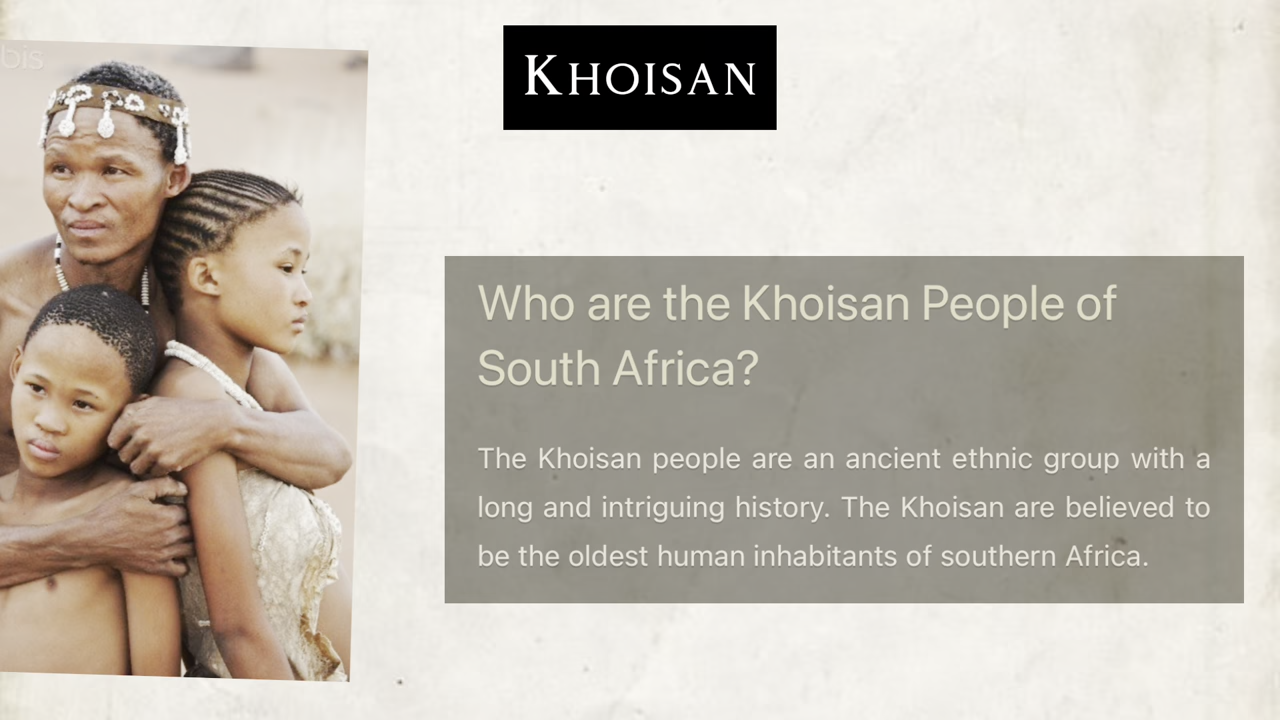 bis
KHOISAN
Who are the Khoisan People of
South Africa?
The Khoisan people are an ancient ethnic group with a
long and intriguing history. The Khoisan are believed to
be the oldest human inhabitants of southern Africa.